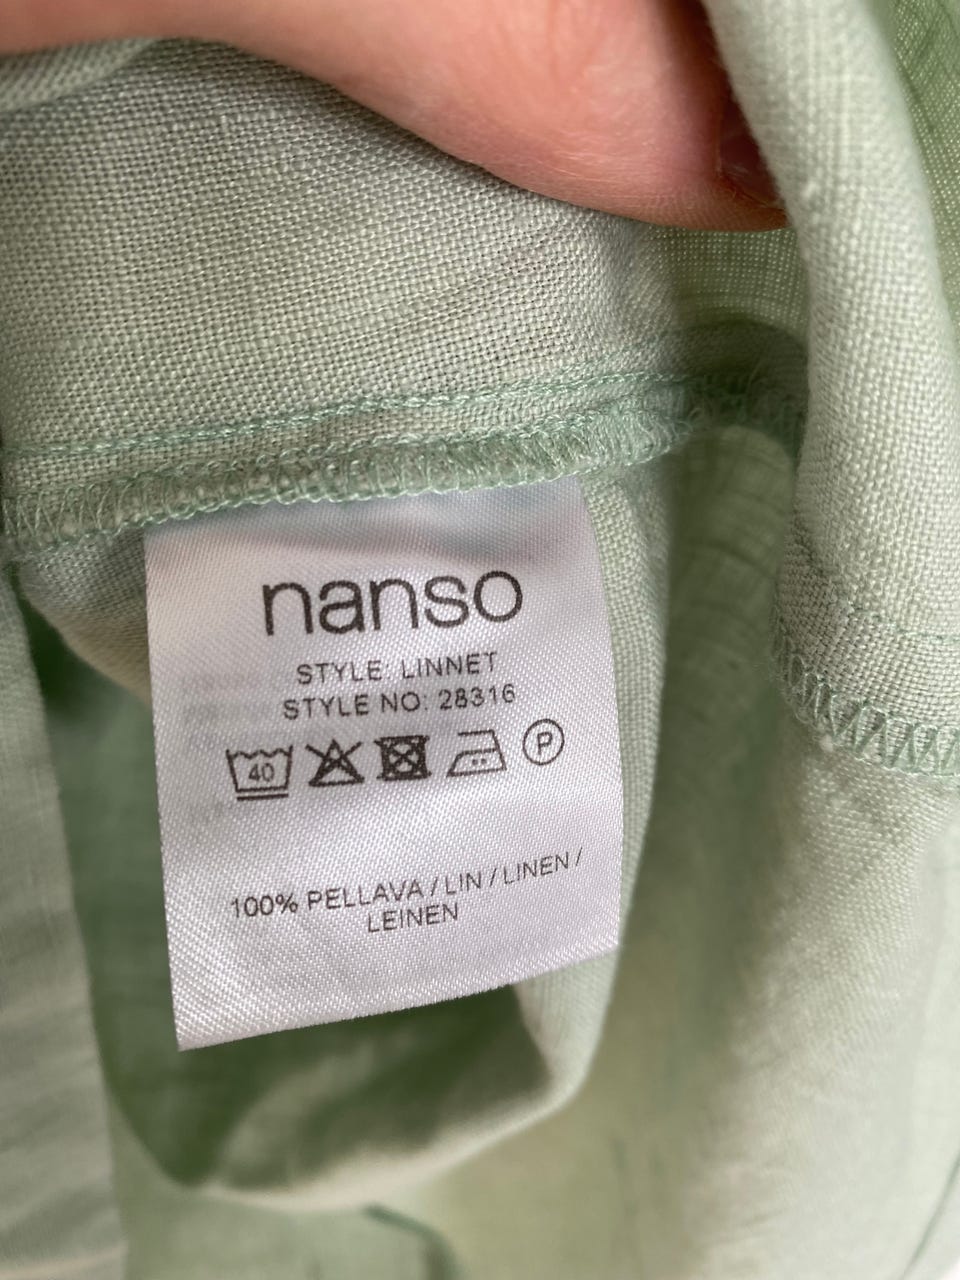 nanso
STYLE: LINNET
STYLE NO: 28316
40 P
100% PELLAVA / LIN / LINEN /
LEINEN